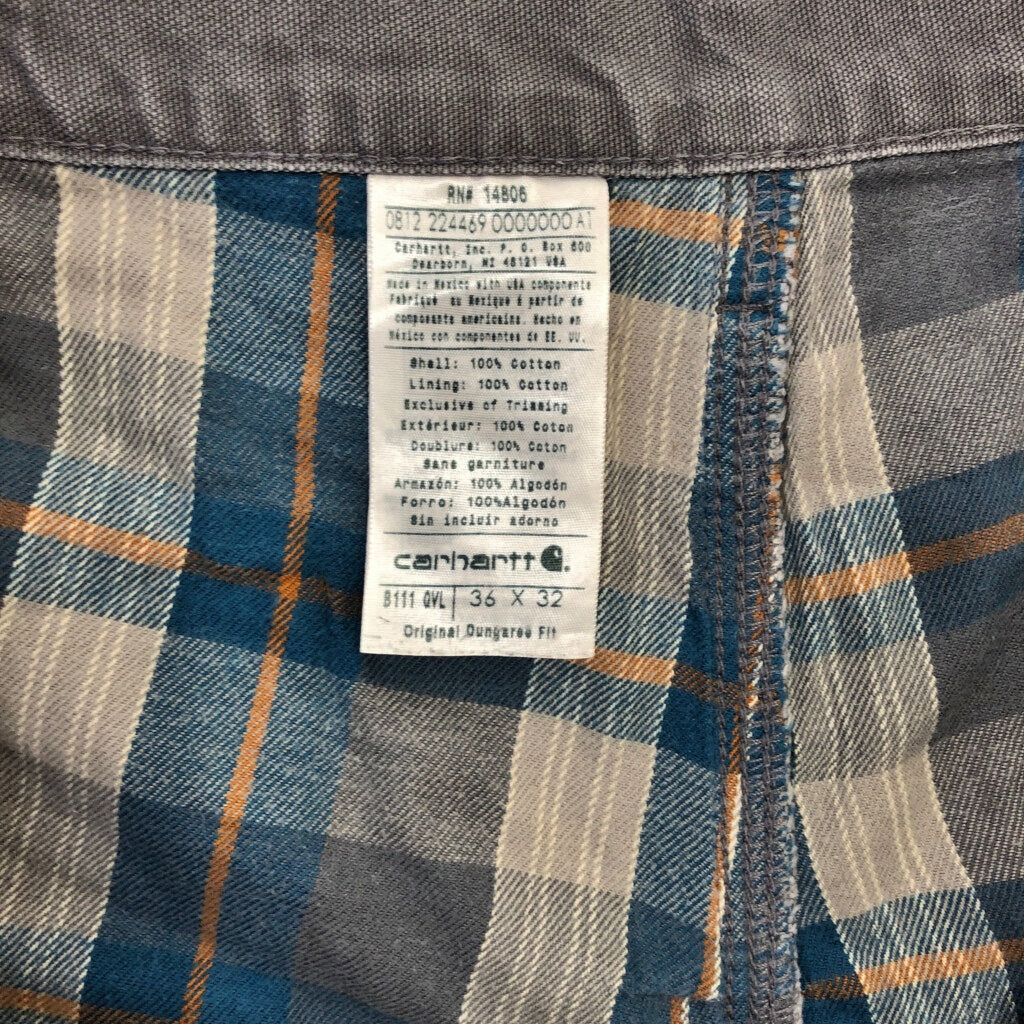 RN# 14806
0812 224469 0000000 A1
Carhartt, Inc. P. O. Box 600
Dearborn, MI 48121 USA
Made in Mexico with USA components
Fabriqué au Mexique à partir de
composants americains. Hecho en
México con componentes de EE. UU.
Shell: 100% Cotton
Lining: 100% Cotton
Exclusive of Trimming
Extérieur: 100% Coton
Doublure: 100% Coton
Sans garniture
Armazón: 100% Algodón
Forro: 100%Algodón
Sin incluir adorno
carhartt
B111 QVL 36 X 32
Original Dungaree Fit